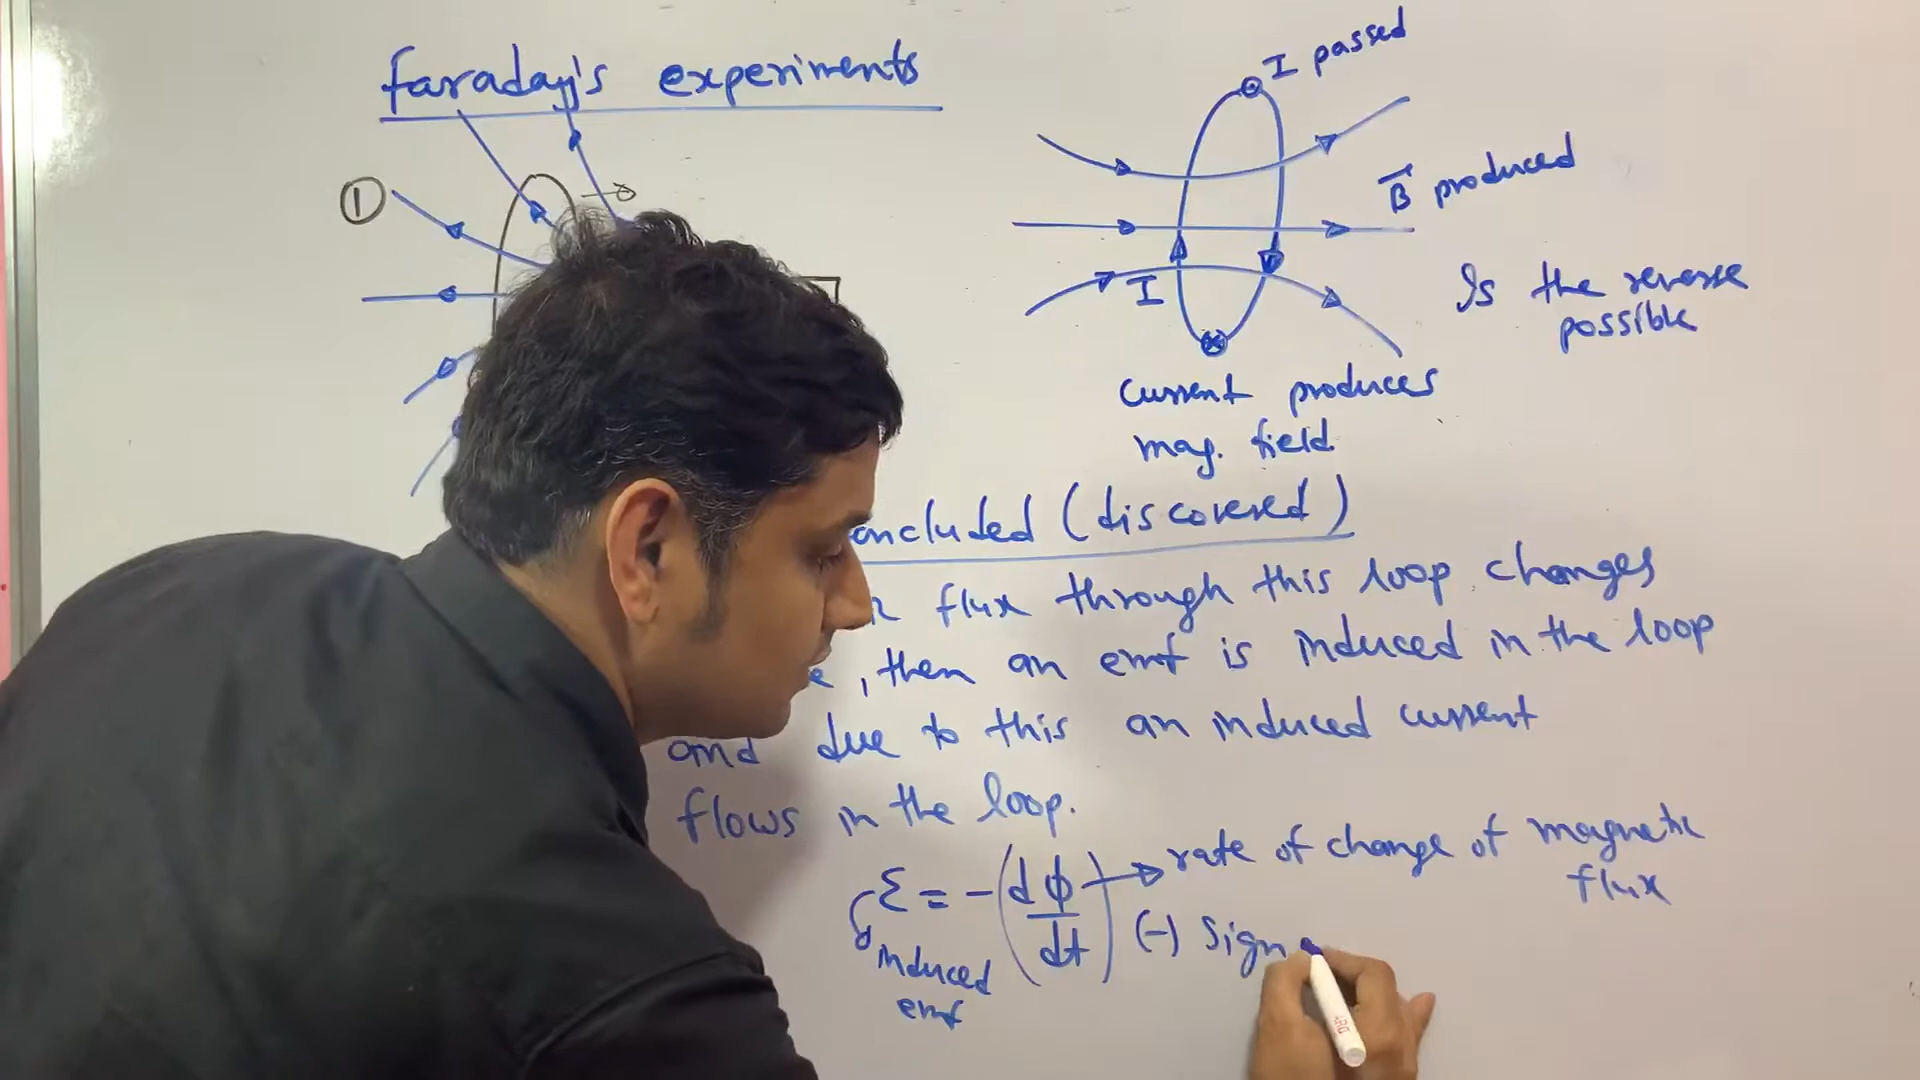 faraday's experiments
①
I passed
B produced
I
Is the reverse
possible
current produces
mag. field
oncluded (discovered)
flux through this loop changes
, then an emf is induced in the loop
and due to this an induced current
flows in the loop.
ε = -(dϕ/dt) → rate of change of magnetic
flux
induced
emf
(-) Sign